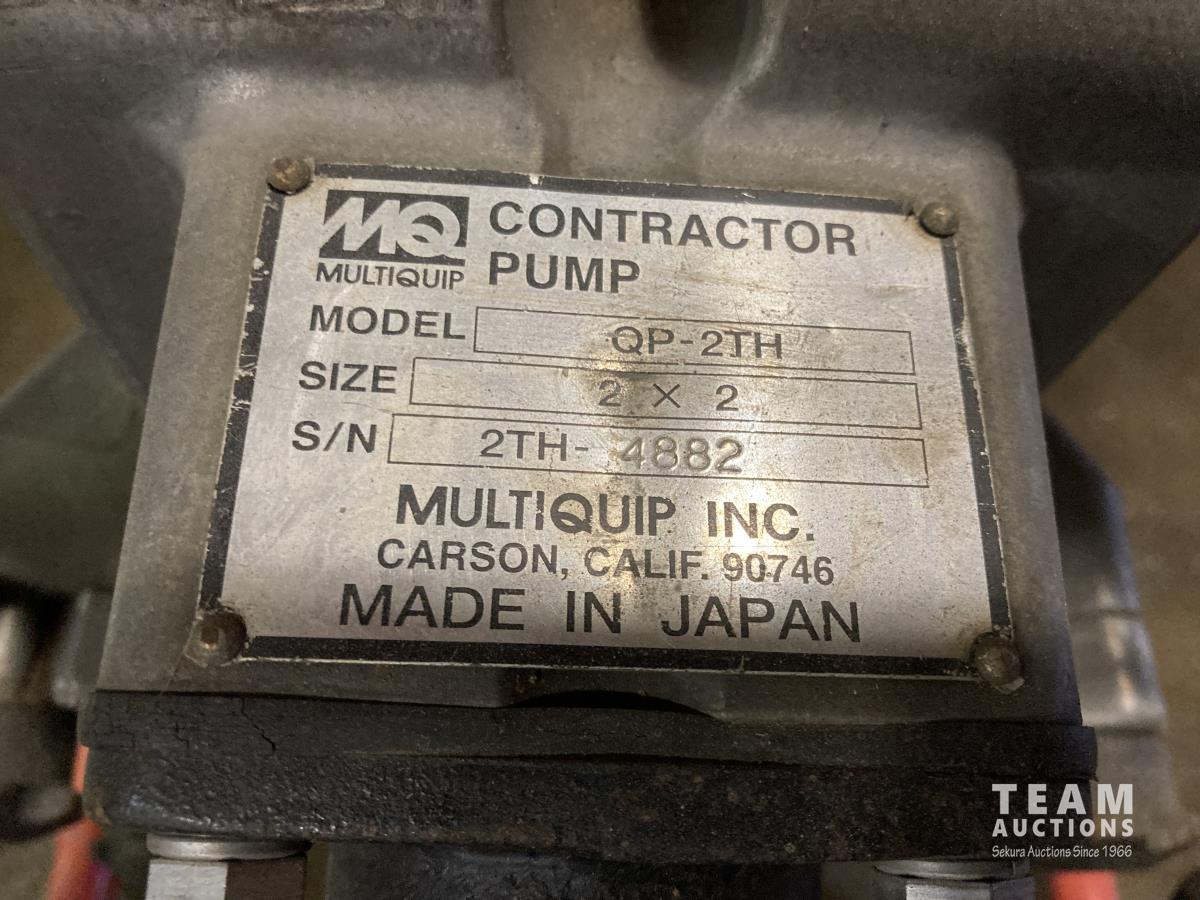 MQ CONTRACTOR
MULTIQUIP PUMP
MODEL QP-2TH
SIZE 2 × 2
S/N 2TH- 4882
MULTIQUIP INC.
CARSON, CALIF. 90746
MADE IN JAPAN
TEAM
AUCTIONS
Sekura Auctions Since 1966